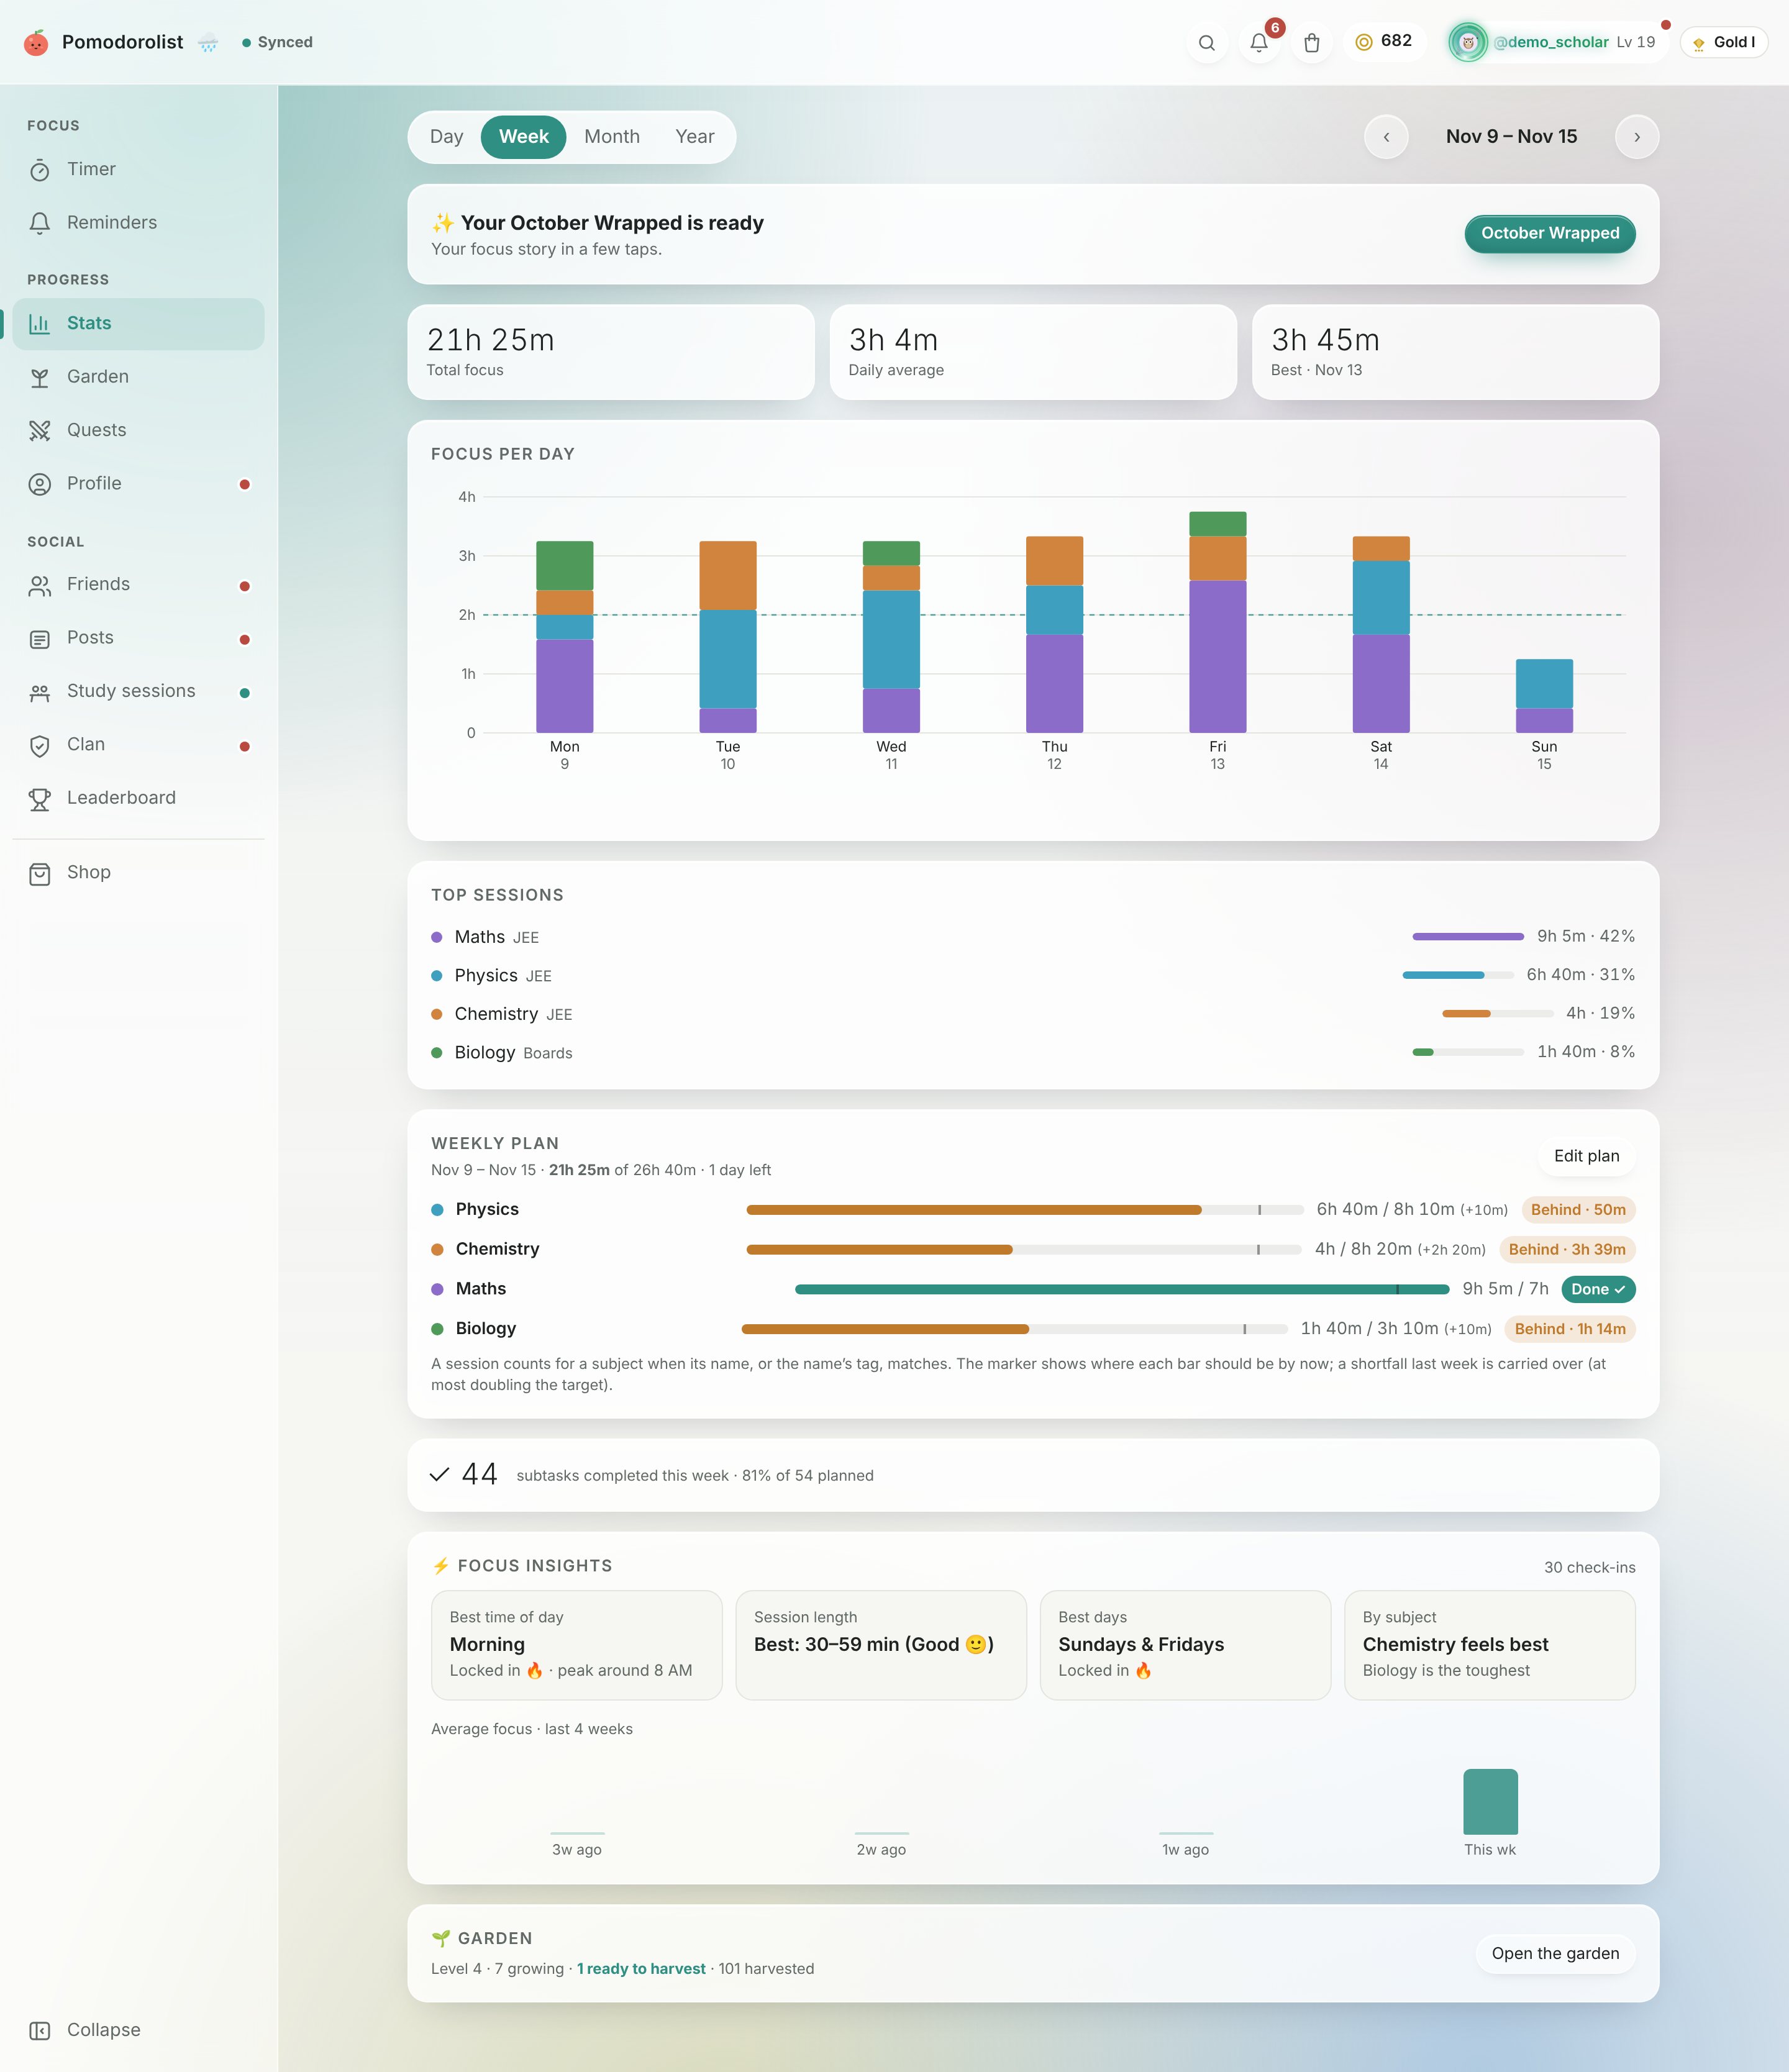 Pomodorolist
Synced
6
682
@demo_scholar Lv 19
Gold I
FOCUS
Timer
Reminders
PROGRESS
Stats
Garden
Quests
Profile
SOCIAL
Friends
Posts
Study sessions
Clan
Leaderboard
Shop
Collapse
Day Week Month Year
Nov 9 – Nov 15
✨ Your October Wrapped is ready
Your focus story in a few taps.
October Wrapped
21h 25m
Total focus
3h 4m
Daily average
3h 45m
Best · Nov 13
FOCUS PER DAY
4h
3h
2h
1h
0
Mon Tue Wed Thu Fri Sat Sun
9 10 11 12 13 14 15
TOP SESSIONS
Maths JEE 9h 5m · 42%
Physics JEE 6h 40m · 31%
Chemistry JEE 4h · 19%
Biology Boards 1h 40m · 8%
WEEKLY PLAN
Nov 9 – Nov 15 · 21h 25m of 26h 40m · 1 day left
Edit plan
Physics 6h 40m / 8h 10m (+10m) Behind · 50m
Chemistry 4h / 8h 20m (+2h 20m) Behind · 3h 39m
Maths 9h 5m / 7h Done ✓
Biology 1h 40m / 3h 10m (+10m) Behind · 1h 14m
A session counts for a subject when its name, or the name’s tag, matches. The marker shows where each bar should be by now; a shortfall last week is carried over (at
most doubling the target).
44 subtasks completed this week · 81% of 54 planned
⚡ FOCUS INSIGHTS
30 check-ins
Best time of day
Morning
Locked in 🔥 · peak around 8 AM
Session length
Best: 30–59 min (Good 🙂)
Best days
Sundays & Fridays
Locked in 🔥
By subject
Chemistry feels best
Biology is the toughest
Average focus · last 4 weeks
3w ago 2w ago 1w ago This wk
🌱 GARDEN
Level 4 · 7 growing · 1 ready to harvest · 101 harvested
Open the garden